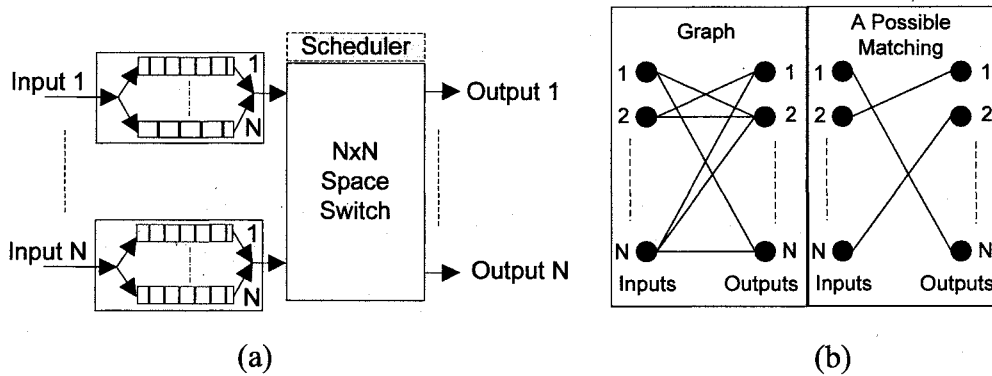 Scheduler
Input 1
1
N
Output 1
NxN
Space
Switch
Input N
1
N
Output N
(a)
Graph
1
1
2
2
N
N
Inputs
Outputs
A Possible
Matching
1
1
2
2
N
N
Inputs
Outputs
(b)